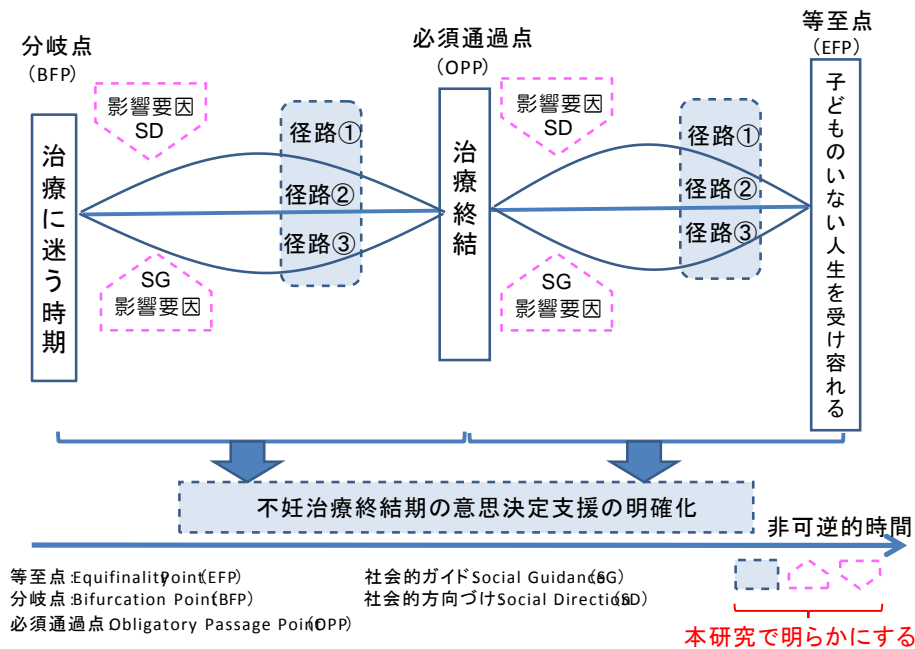 分岐点
(BFP)
必須通過点
(OPP)
等至点
(EFP)
治療に迷う時期
影響要因
SD
径路①
径路②
径路③
SG
影響要因
治療終結
影響要因
SD
径路①
径路②
径路③
SG
影響要因
子どものいない人生を受け容れる
不妊治療終結期の意思決定支援の明確化
非可逆的時間
等至点:Equifinality Point(EFP)
分岐点:Bifurcation Point(BFP)
必須通過点:Obligatory Passage Point(OPP)
社会的ガイド:Social Guidance(SG)
社会的方向づけ:Social Direction(SD)
本研究で明らかにする